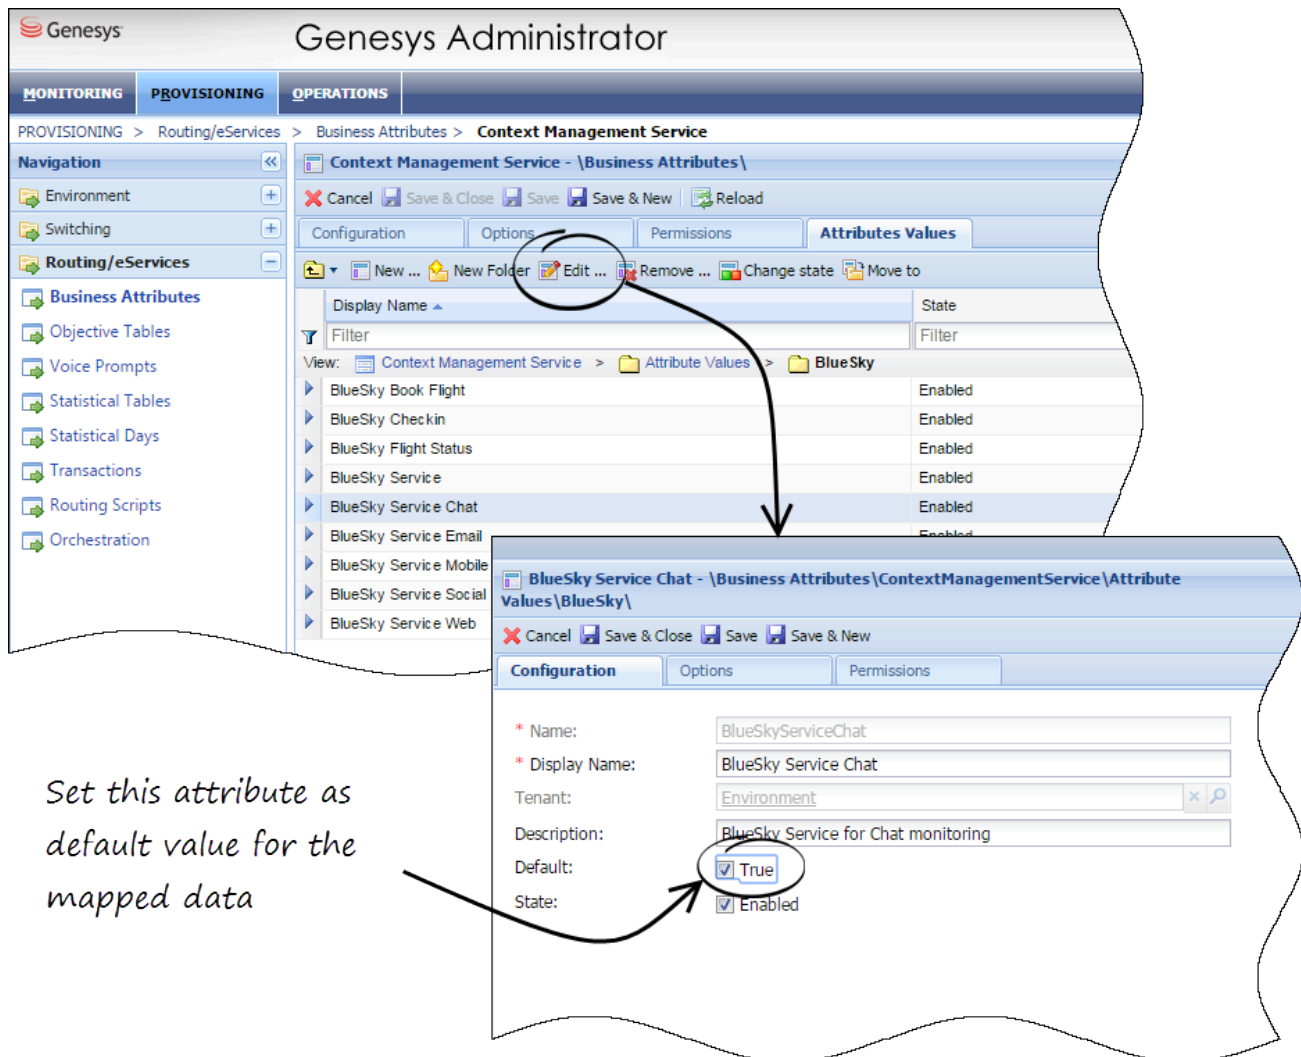 Genesys
Genesys Administrator
MONITORING PROVISIONING OPERATIONS
PROVISIONING > Routing/eServices > Business Attributes > Context Management Service
Navigation
Environment
Switching
Routing/eServices
Business Attributes
Objective Tables
Voice Prompts
Statistical Tables
Statistical Days
Transactions
Routing Scripts
Orchestration
Context Management Service - \Business Attributes\
Cancel Save & Close Save Save & New Reload
Configuration Options Permissions Attributes Values
New ... New Folder Edit ... Remove ... Change state Move to
Display Name State
Filter Filter
View: Context Management Service > Attribute Values > BlueSky
BlueSky Book Flight Enabled
BlueSky Checkin Enabled
BlueSky Flight Status Enabled
BlueSky Service Enabled
BlueSky Service Chat Enabled
BlueSky Service Email Enabled
BlueSky Service Mobile
BlueSky Service Social
BlueSky Service Web
BlueSky Service Chat - \Business Attributes\ContextManagementService\Attribute
Values\BlueSky\
Cancel Save & Close Save Save & New
Configuration Options Permissions
* Name: BlueSkyServiceChat
* Display Name: BlueSky Service Chat
Tenant: Environment
Description: BlueSky Service for Chat monitoring
Default: True
State: Enabled
Set this attribute as
default value for the
mapped data